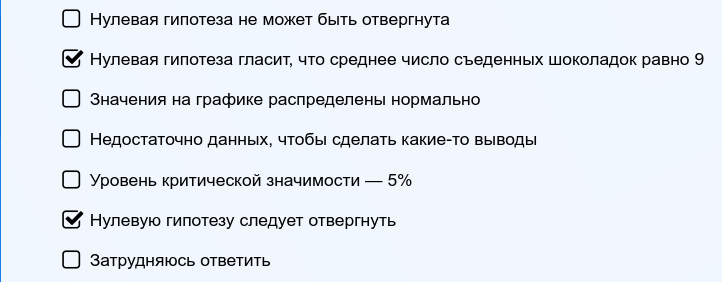 Нулевая гипотеза не может быть отвергнута
Нулевая гипотеза гласит, что среднее число съеденных шоколадок равно 9
Значения на графике распределены нормально
Недостаточно данных, чтобы сделать какие-то выводы
Уровень критической значимости — 5%
Нулевую гипотезу следует отвергнуть
Затрудняюсь ответить